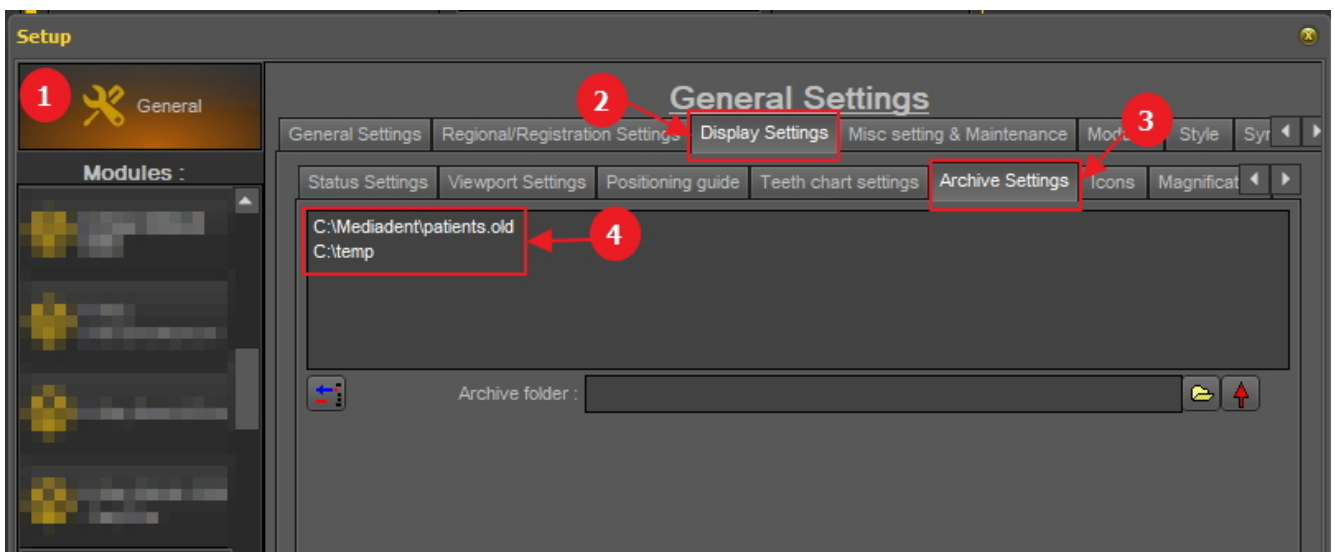 Setup
1
General
2
General Settings
General Settings
Regional/Registration Settings
Display Settings
Misc setting & Maintenance
3
Style
Modules :
Status Settings
Viewport Settings
Positioning guide
Teeth chart settings
Archive Settings
Icons
C:\Mediadent\patients.old
4
C:\temp
Archive folder :